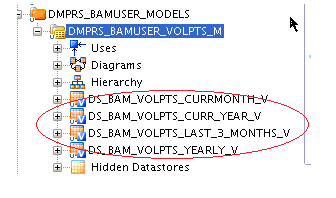 DMPRS_BAMUSER_MODELS
DMPRS_BAMUSER_VOLPTS_M
Uses
Diagrams
Hierarchy
DS_BAM_VOLPTS_CURRMONTH_V
DS_BAM_VOLPTS_CURR_YEAR_V
DS_BAM_VOLPTS_LAST_3_MONTHS_V
DS_BAM_VOLPTS_YEARLY_V
Hidden Datastores